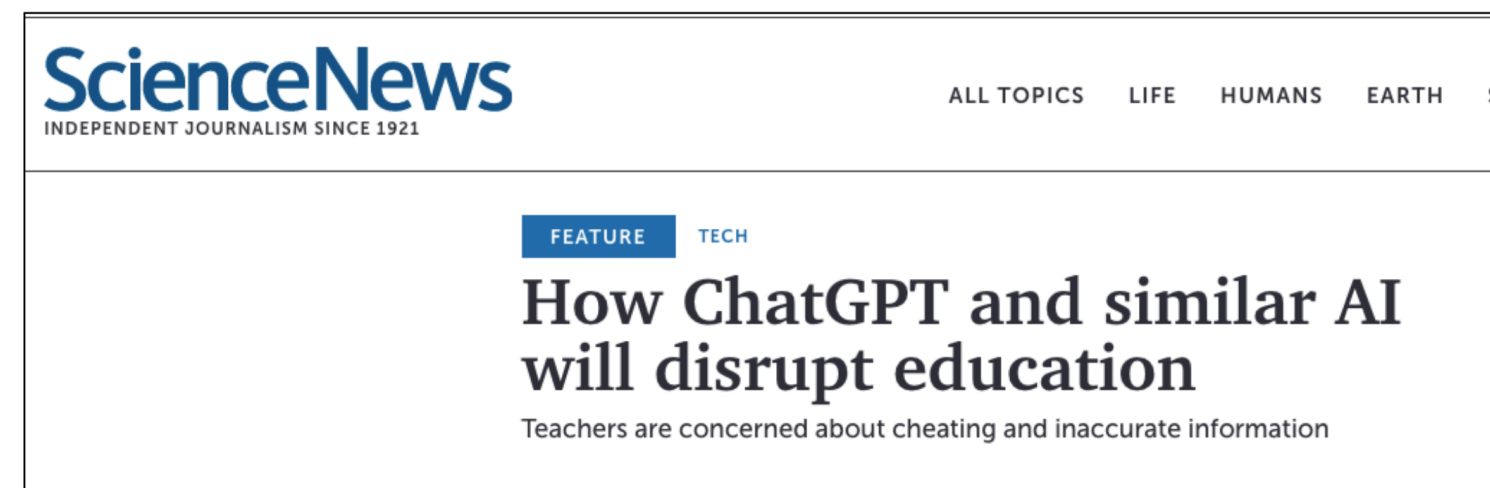 ScienceNews
INDEPENDENT JOURNALISM SINCE 1921
ALL TOPICS LIFE HUMANS EARTH
FEATURE TECH
How ChatGPT and similar AI
will disrupt education
Teachers are concerned about cheating and inaccurate information